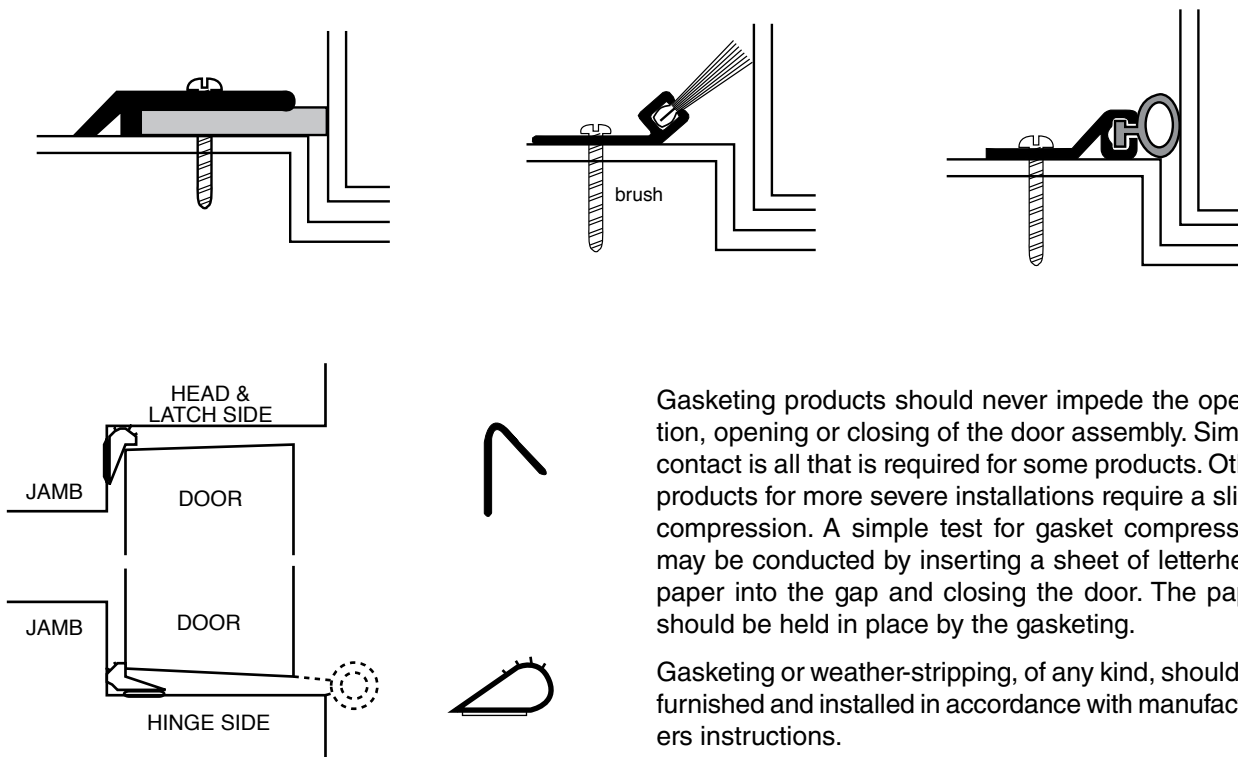 brush
HEAD &
LATCH SIDE
JAMB
DOOR
JAMB
DOOR
HINGE SIDE
Gasketing products should never impede the ope
tion, opening or closing of the door assembly. Sim
contact is all that is required for some products. Oth
products for more severe installations require a sli
compression. A simple test for gasket compress
may be conducted by inserting a sheet of letterhe
paper into the gap and closing the door. The pap
should be held in place by the gasketing.
Gasketing or weather-stripping, of any kind, should
furnished and installed in accordance with manufac
ers instructions.